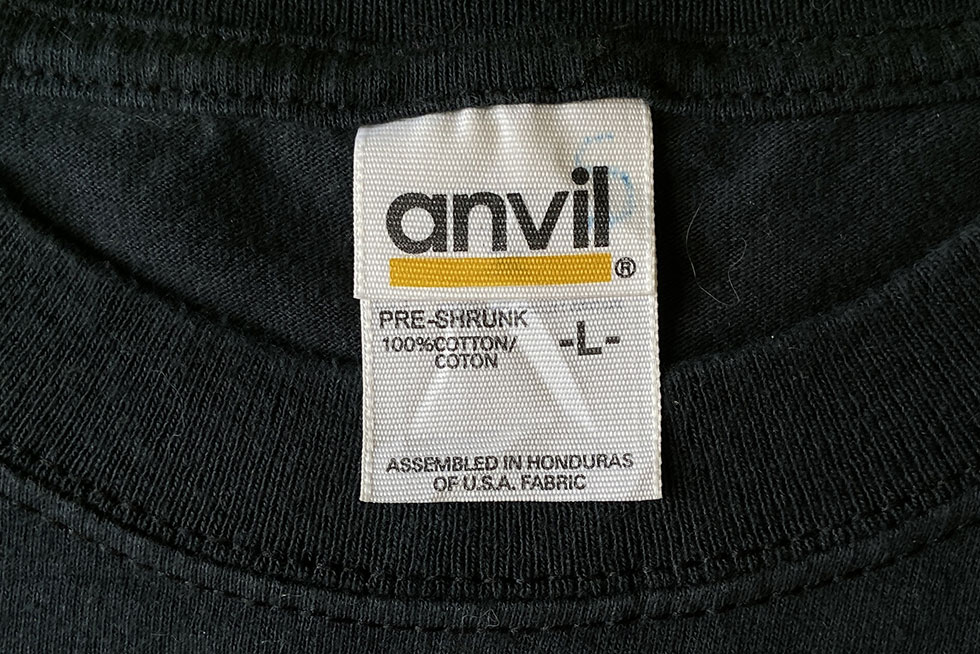 anvil®
PRE-SHRUNK
100%COTTON/
COTON
-L-
ASSEMBLED IN HONDURAS
OF U.S.A. FABRIC